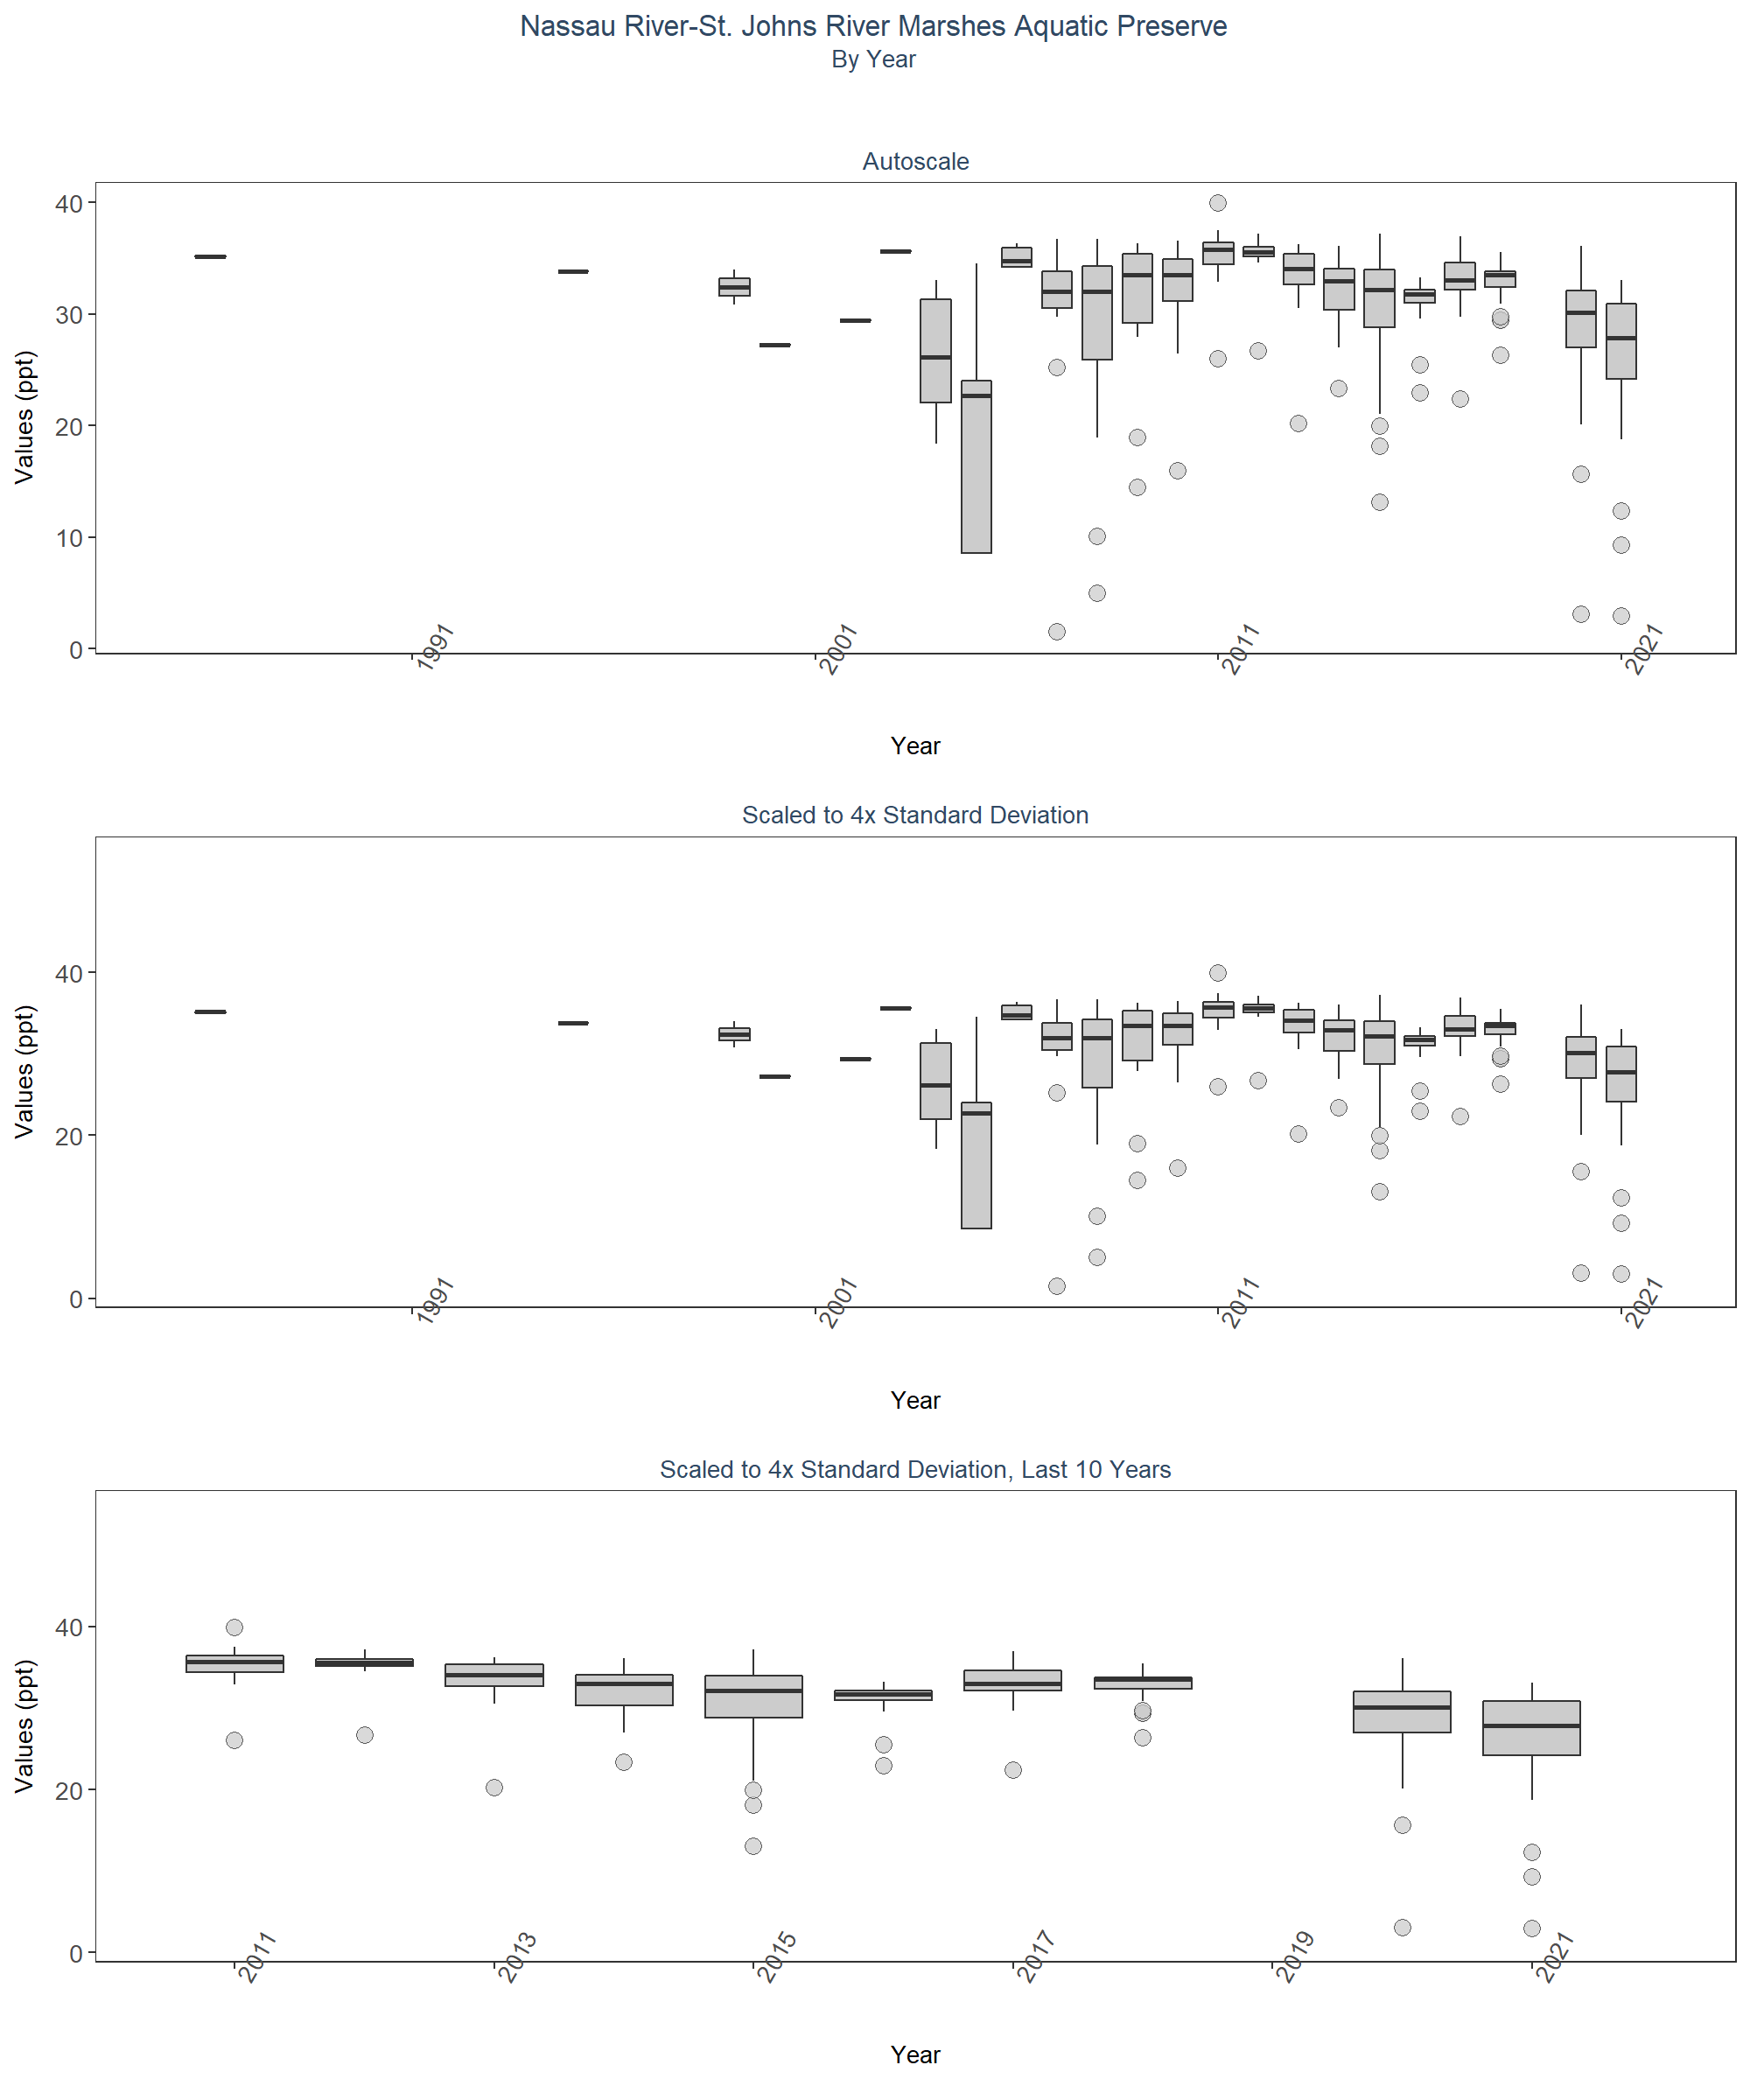 Nassau River-St. Johns River Marshes Aquatic Preserve
By Year
Autoscale
Values (ppt)
40
30
20
10
0
1991
2001
2011
2021
Year
Scaled to 4x Standard Deviation
Values (ppt)
40
20
0
1991
2001
2011
2021
Year
Scaled to 4x Standard Deviation, Last 10 Years
Values (ppt)
40
20
0
2011
2013
2015
2017
2019
2021
Year